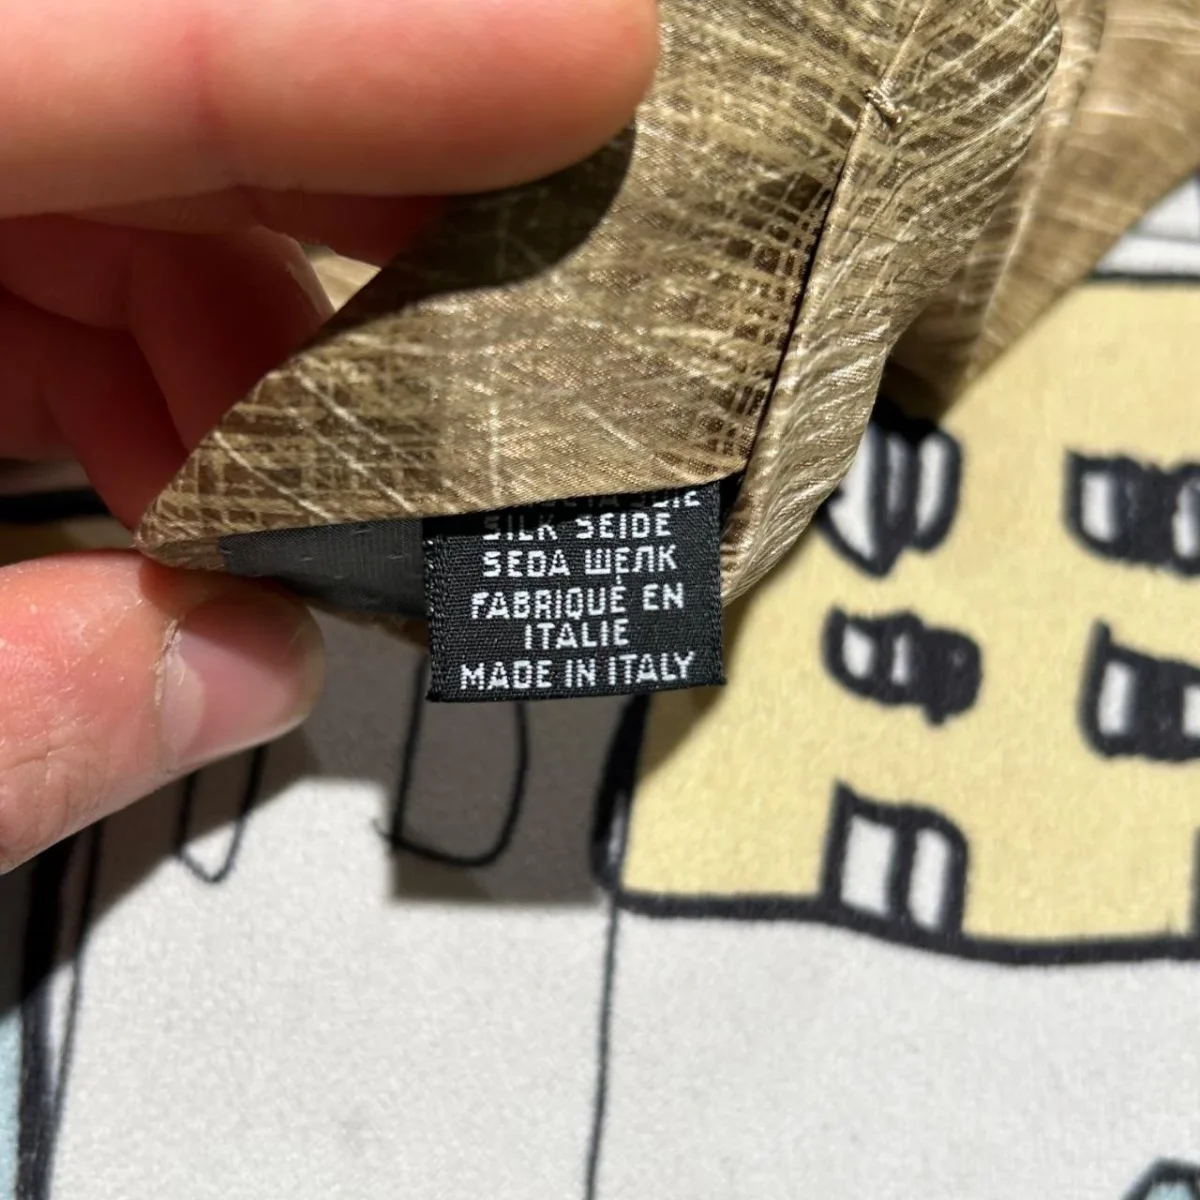 SILK SEIDE
SEDA ШЕЛК
FABRIQUÉ EN
ITALIE
MADE IN ITALY